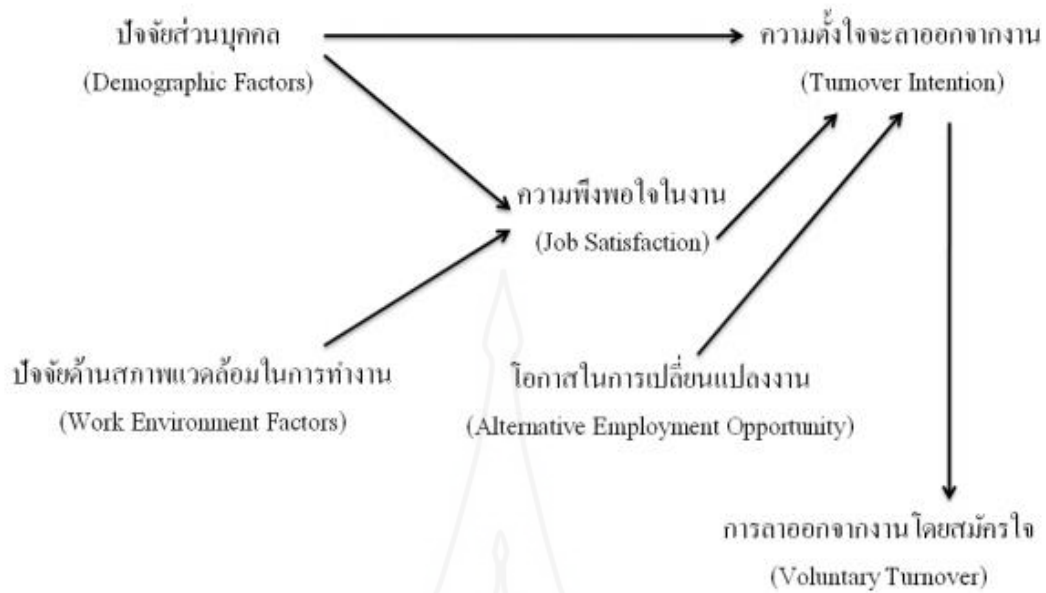 ปัจจัยส่วนบุคคล
(Demographic Factors)
ความตั้งใจจะลาออกจากงาน
(Turnover Intention)
ความพึงพอใจในงาน
(Job Satisfaction)
ปัจจัยด้านสภาพแวดล้อมในการทำงาน
(Work Environment Factors)
โอกาสในการเปลี่ยนแปลงงาน
(Alternative Employment Opportunity)
การลาออกจากงานโดยสมัครใจ
(Voluntary Turnover)